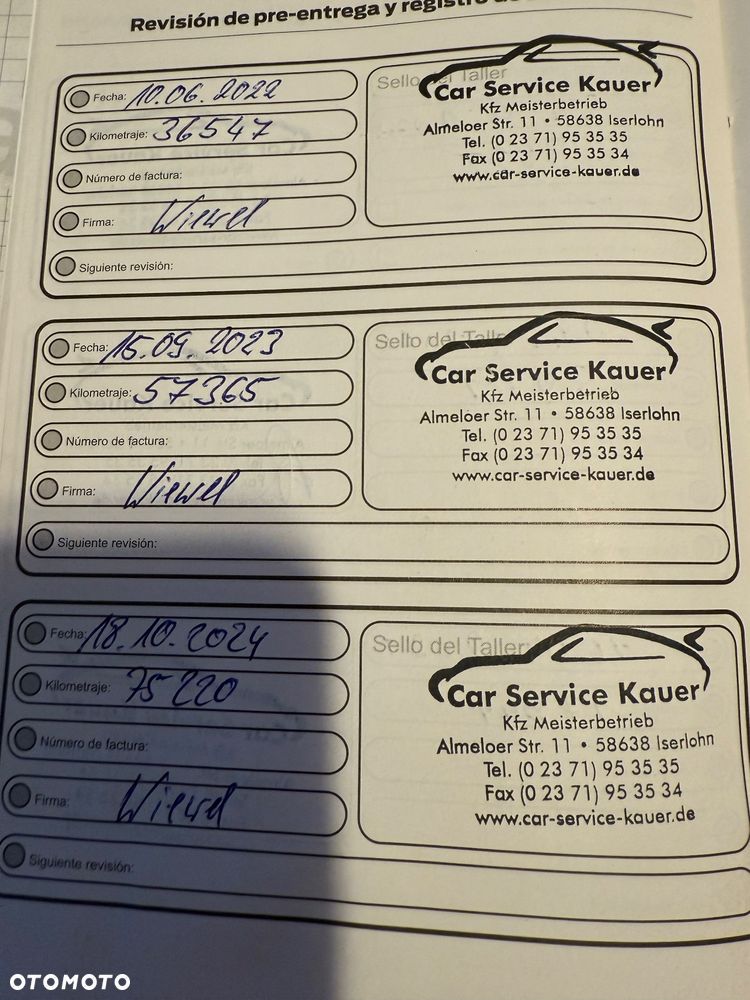 Revisión de pre-entrega y registro
Fecha: 10.06.2022
Kilometraje: 36547
Número de factura:
Firma:
Siguiente revisión:
Sello del Taller
Car Service Kauer
Kfz Meisterbetrieb
Almeloer Str. 11 • 58638 Iserlohn
Tel. (0 23 71) 95 35 35
Fax (0 23 71) 95 35 34
www.car-service-kauer.de
Fecha: 15.09.2023
Kilometraje: 57365
Número de factura:
Firma:
Siguiente revisión:
Sello del Taller
Car Service Kauer
Kfz Meisterbetrieb
Almeloer Str. 11 • 58638 Iserlohn
Tel. (0 23 71) 95 35 35
Fax (0 23 71) 95 35 34
www.car-service-kauer.de
Fecha: 18.10.2024
Kilometraje: 75220
Número de factura:
Firma:
Siguiente revisión:
Sello del Taller
Car Service Kauer
Kfz Meisterbetrieb
Almeloer Str. 11 • 58638 Iserlohn
Tel. (0 23 71) 95 35 35
Fax (0 23 71) 95 35 34
www.car-service-kauer.de
OTOMOTO